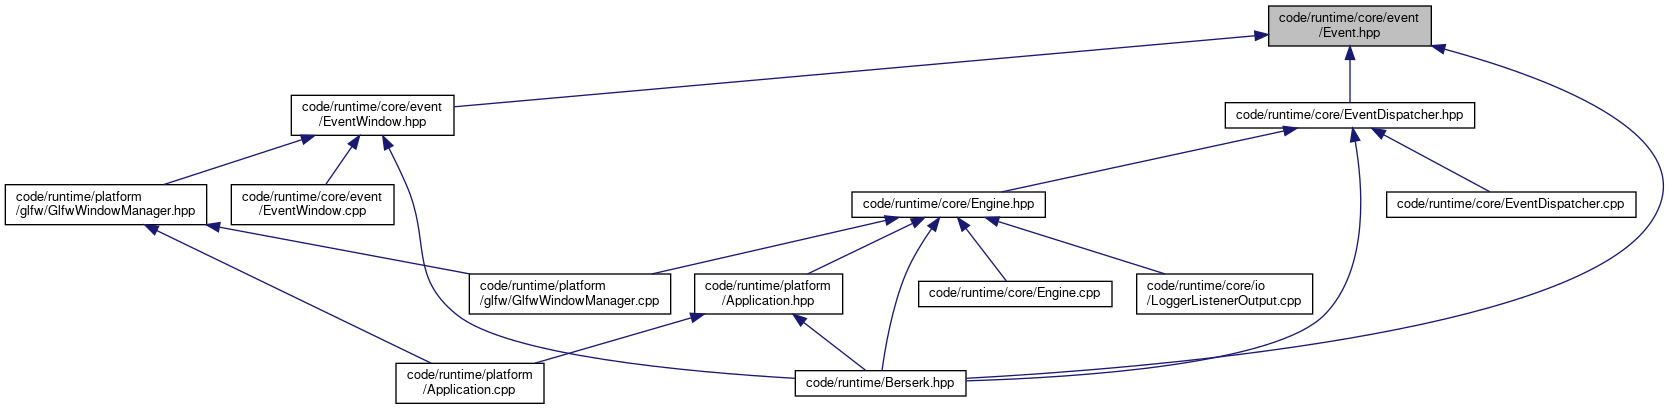 code/runtime/core/event
/Event.hpp
code/runtime/core/event
/EventWindow.hpp
code/runtime/core/EventDispatcher.hpp
code/runtime/platform
/glfw/GlfwWindowManager.hpp
code/runtime/core/event
/EventWindow.cpp
code/runtime/core/Engine.hpp
code/runtime/core/EventDispatcher.cpp
code/runtime/platform
/glfw/GlfwWindowManager.cpp
code/runtime/platform
/Application.hpp
code/runtime/core/Engine.cpp
code/runtime/core/io
/LoggerListenerOutput.cpp
code/runtime/platform
/Application.cpp
code/runtime/Berserk.hpp